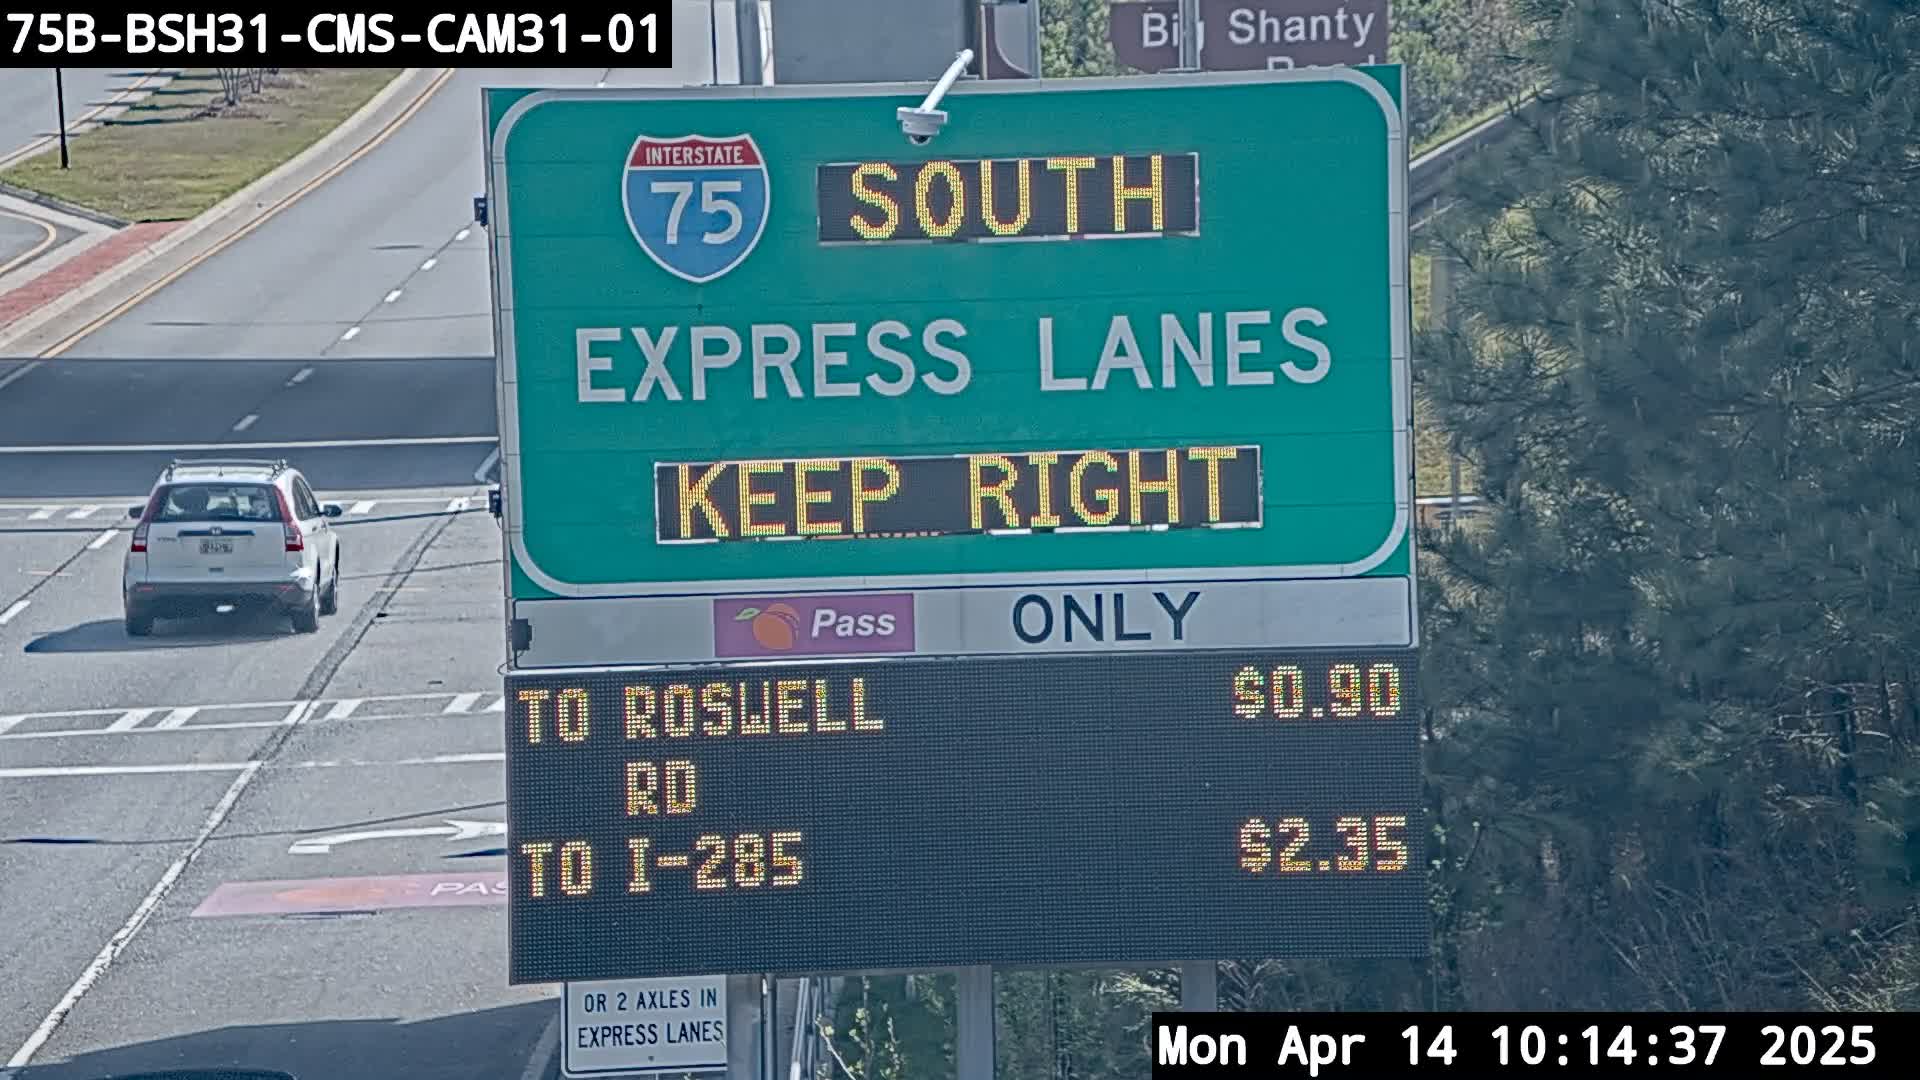 75B-BSH31-CMS-CAM31-01
Big Shanty
Road
INTERSTATE
75
SOUTH
EXPRESS LANES
KEEP RIGHT
Pass ONLY
TO ROSWELL $0.90
RD
TO I-285 $2.35
PAS
OR 2 AXLES IN
EXPRESS LANES
Mon Apr 14 10:14:37 2025